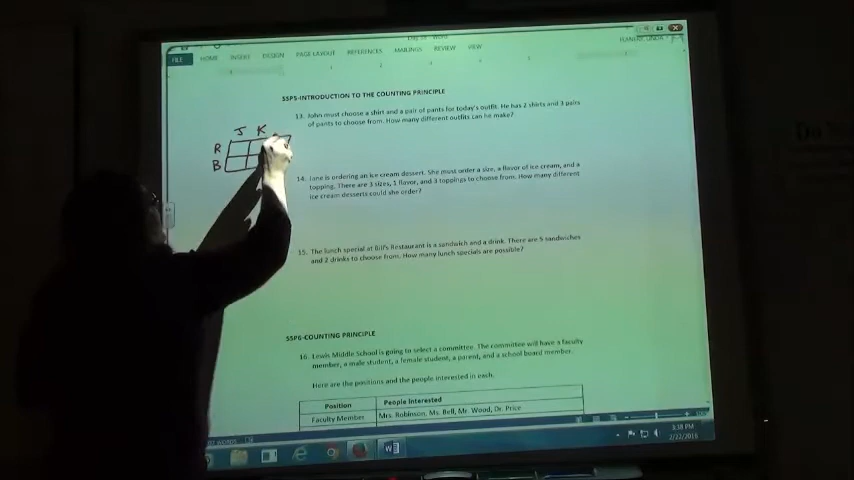 FILE HOME INSERT DESIGN PAGE LAYOUT REFERENCES MAILINGS REVIEW VIEW
SSP5-INTRODUCTION TO THE COUNTING PRINCIPLE
13. John must choose a shirt and a pair of pants for today's outfit. He has 2 shirts and 3 pairs
of pants to choose from. How many different outfits can he make?
J K
R
B
14. Jane is ordering an ice cream dessert. She must order a size, a flavor of ice cream, and a
topping. There are 3 sizes, 5 flavor, and 3 toppings to choose from. How many different
ice cream desserts could she order?
15. The lunch special at Bill's Restaurant is a sandwich and a drink. There are 5 sandwiches
and 2 drinks to choose from. How many lunch specials are possible?
SSP6-COUNTING PRINCIPLE
16. Lewis Middle School is going to select a committee. The committee will have a faculty
member, a male student, a female student, a parent, and a school board member.
Here are the positions and the people interested in each.
Position People Interested
Faculty Member Mrs. Robinson, Ms. Bell, Mr. Wood, Dr. Price
3:38 PM
2/22/2016